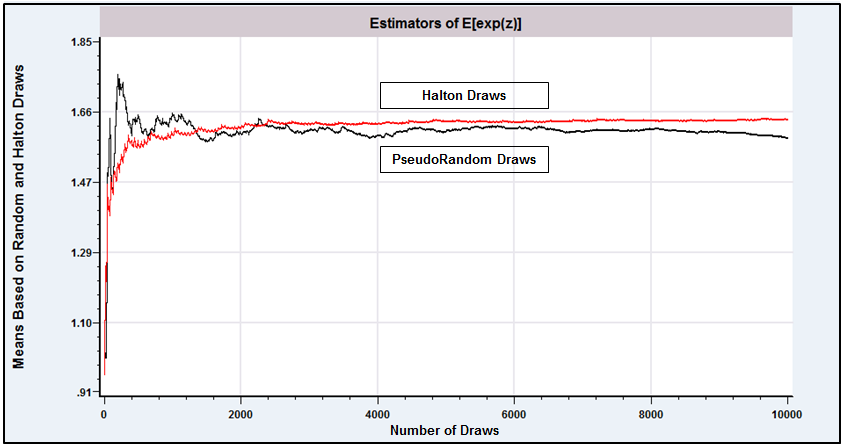 Estimators of E[exp(z)]
Means Based on Random and Halton Draws
1.85
1.66
1.47
1.29
1.10
.91
Halton Draws
PseudoRandom Draws
0
2000
4000
6000
8000
10000
Number of Draws